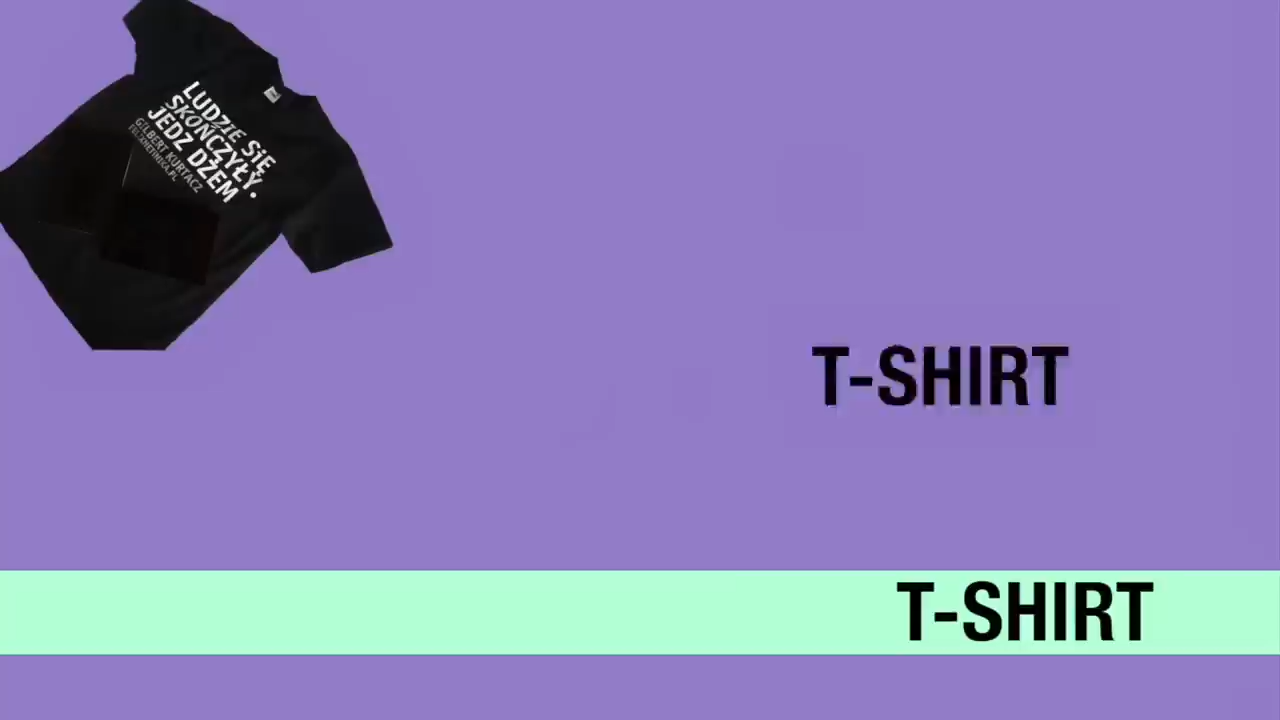 LUDZIE SIĘ
SKOŃCZYŁY.
JEDZ DŻEM
GILBERT KURTACZ
T-SHIRT
T-SHIRT